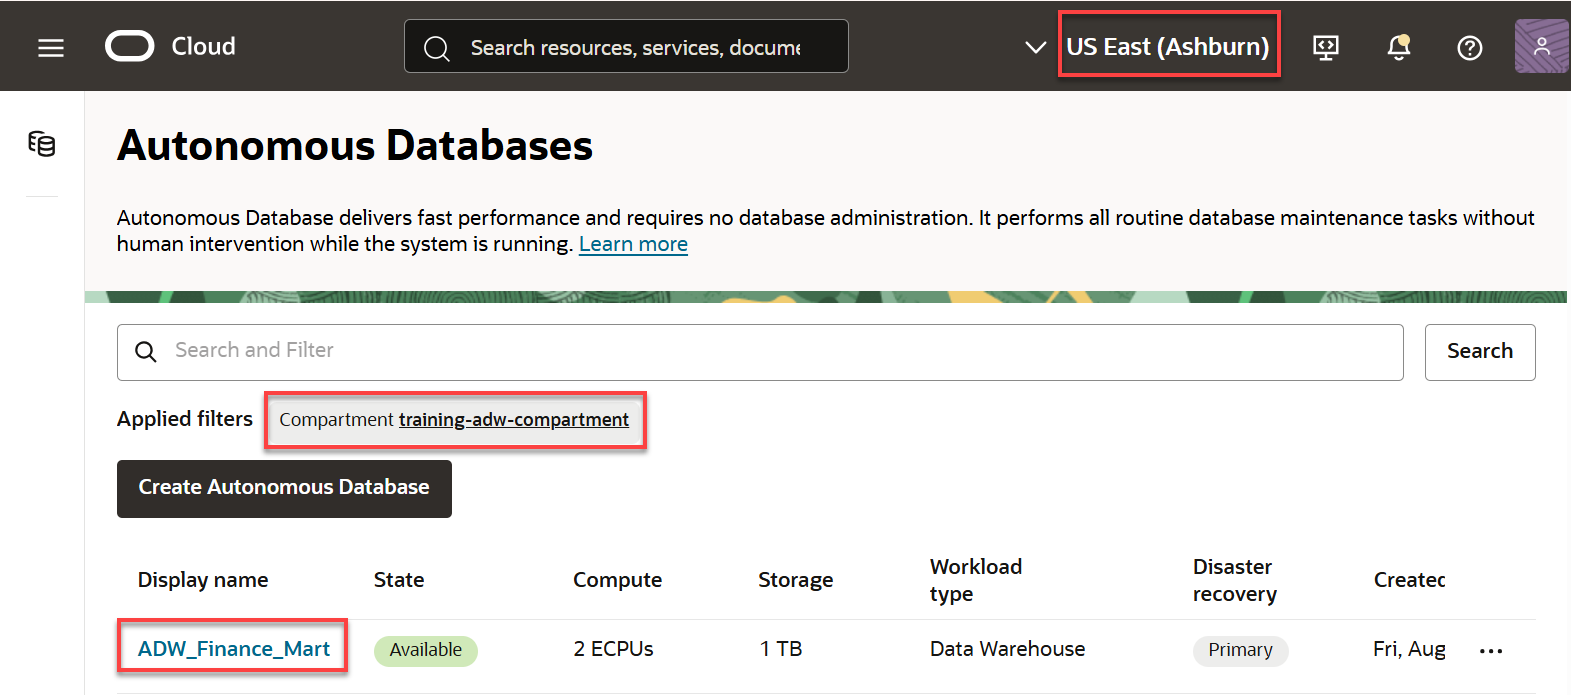 Cloud
Search resources, services, docume
US East (Ashburn)
Autonomous Databases
Autonomous Database delivers fast performance and requires no database administration. It performs all routine database maintenance tasks without
human intervention while the system is running. Learn more
Search and Filter
Search
Applied filters
Compartment training-adw-compartment
Create Autonomous Database
Display name
State
Compute
Storage
Workload
type
Disaster
recovery
Created
ADW_Finance_Mart
Available
2 ECPUs
1 TB
Data Warehouse
Primary
Fri, Aug